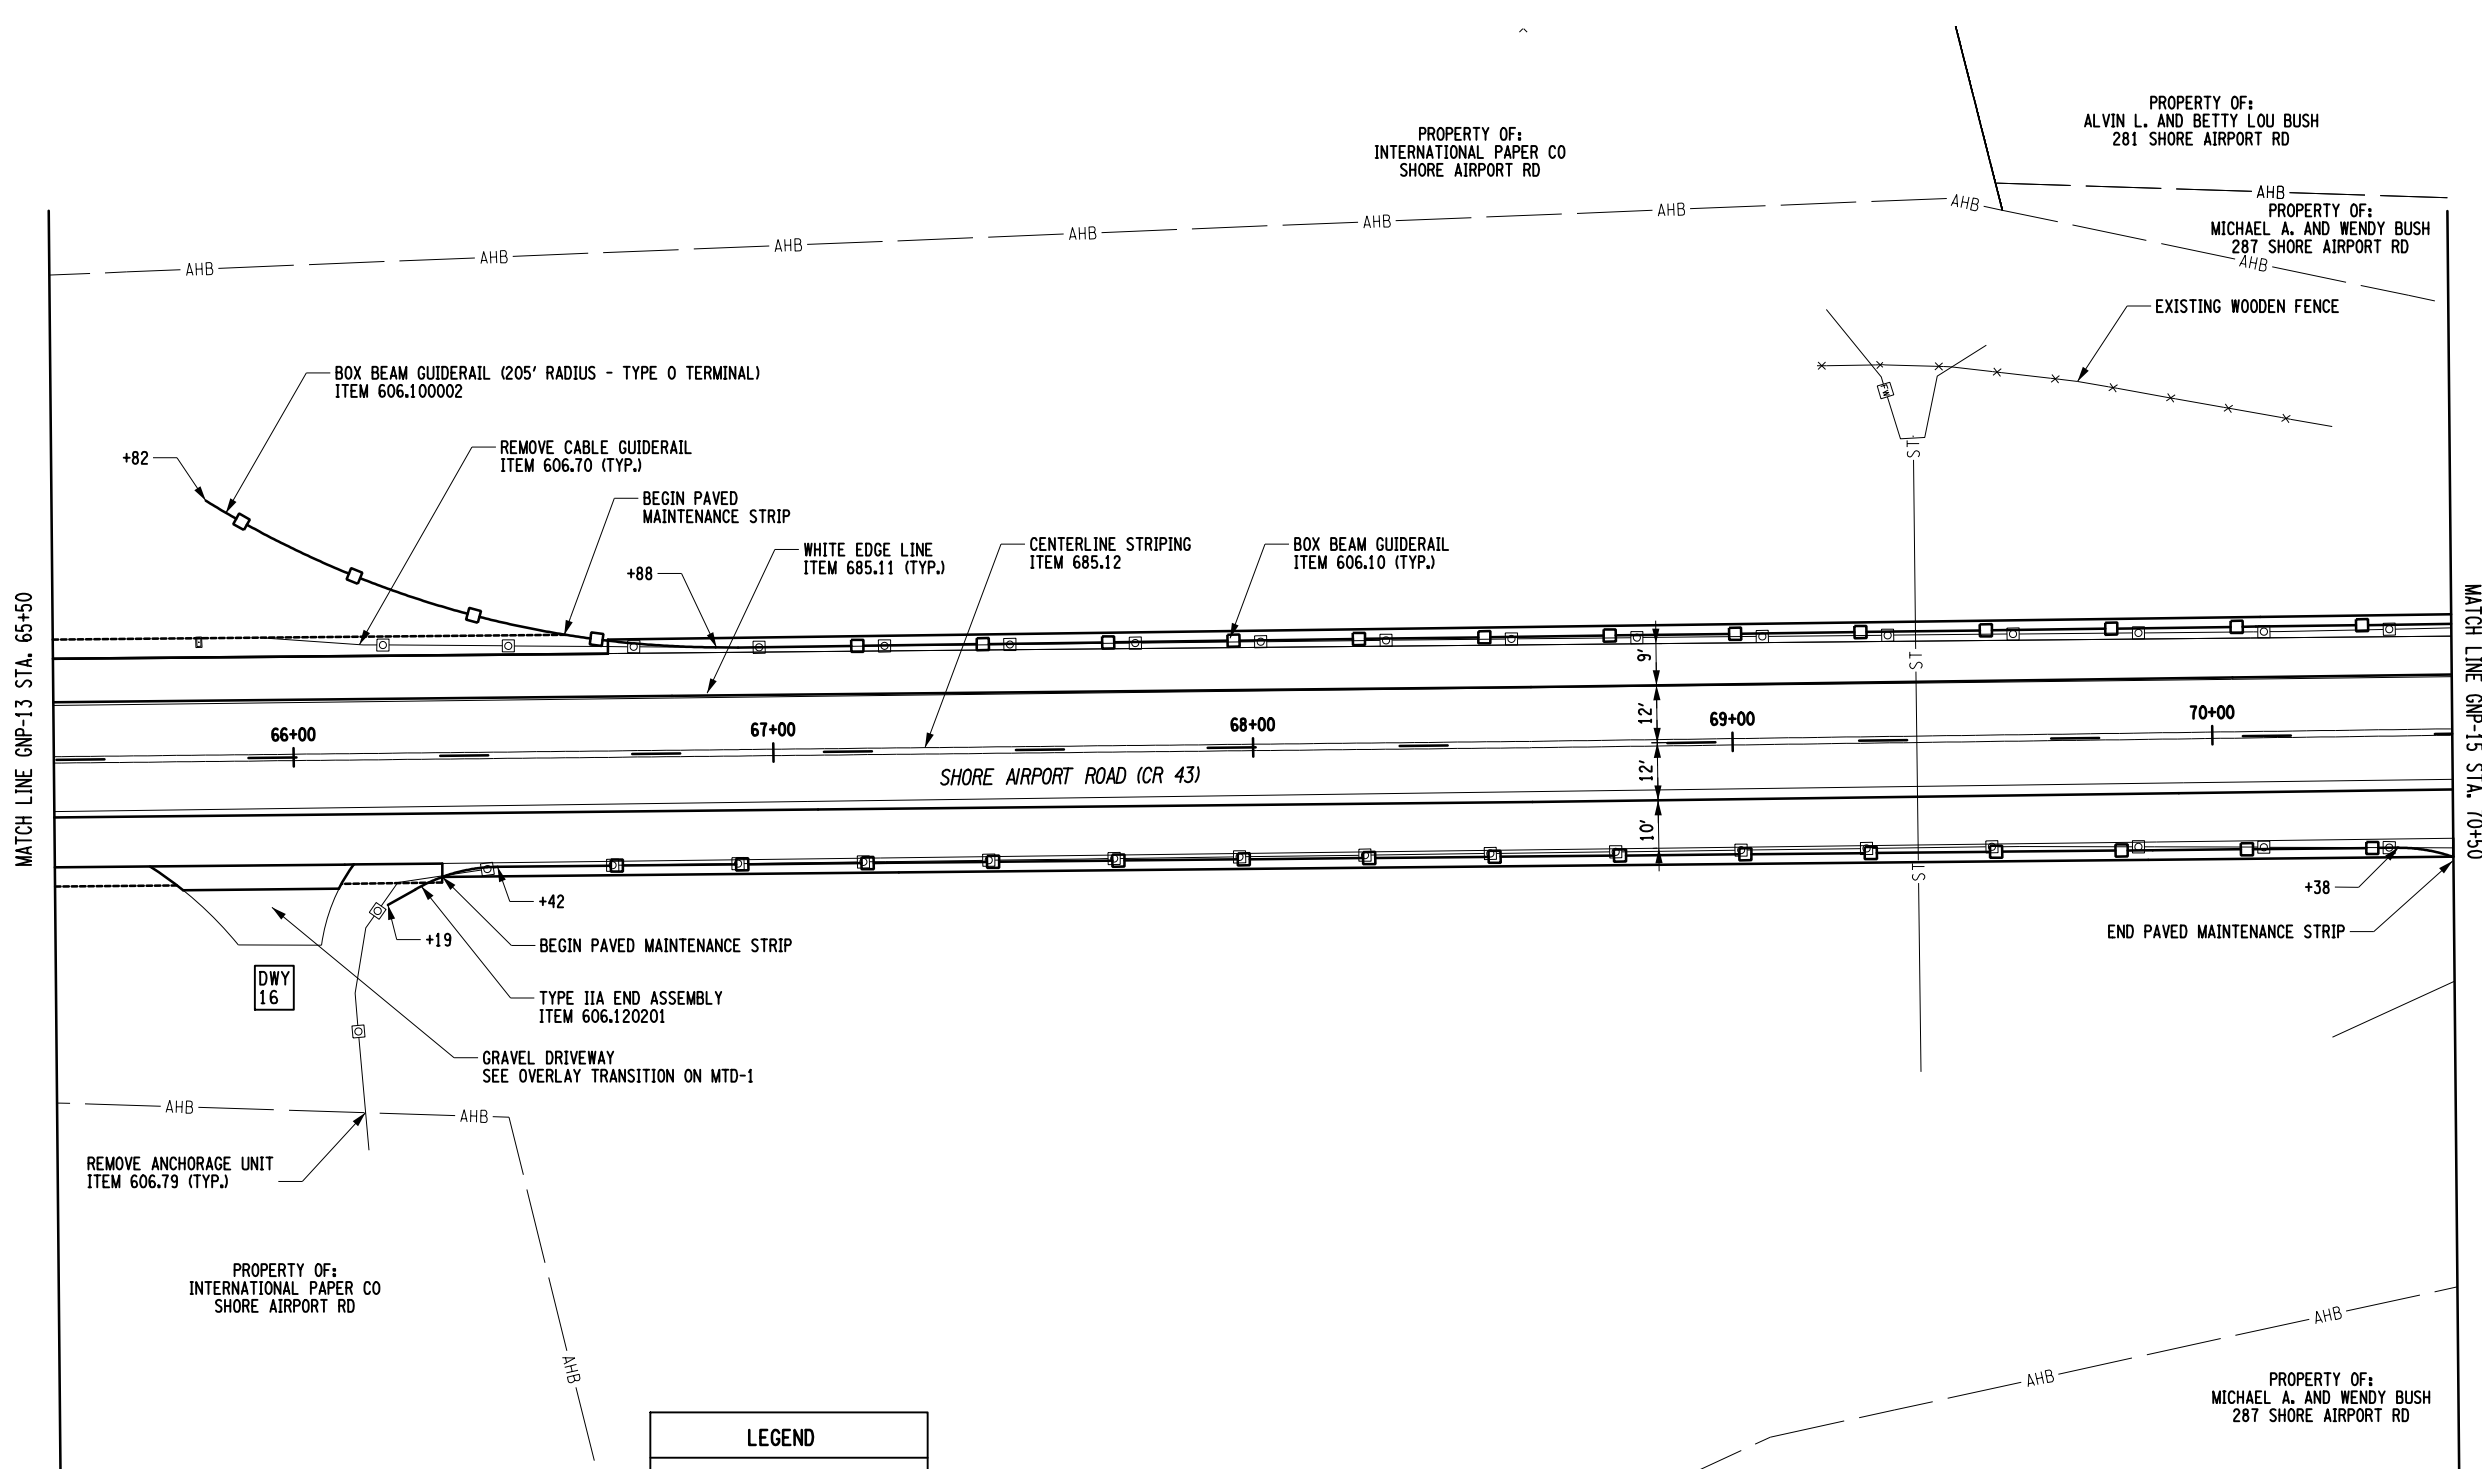 PROPERTY OF:
ALVIN L. AND BETTY LOU BUSH
281 SHORE AIRPORT RD
PROPERTY OF:
INTERNATIONAL PAPER CO
SHORE AIRPORT RD
AHB
PROPERTY OF:
MICHAEL A. AND WENDY BUSH
287 SHORE AIRPORT RD
AHB
AHB
AHB
AHB
AHB
AHB
AHB
AHB
EXISTING WOODEN FENCE
BOX BEAM GUIDERAIL (205' RADIUS - TYPE O TERMINAL)
ITEM 606.100002
FW
+82
REMOVE CABLE GUIDERAIL
ITEM 606.70 (TYP.)
ST
BEGIN PAVED
MAINTENANCE STRIP
WHITE EDGE LINE
ITEM 685.11 (TYP.)
CENTERLINE STRIPING
ITEM 685.12
BOX BEAM GUIDERAIL
ITEM 606.10 (TYP.)
+88
MATCH LINE GNP-13 STA. 65+50
MATCH LINE GNP-15 STA. 70+50
9'
ST
12'
66+00
67+00
68+00
69+00
70+00
12'
SHORE AIRPORT ROAD (CR 43)
10'
ST
+42
+38
+19
BEGIN PAVED MAINTENANCE STRIP
END PAVED MAINTENANCE STRIP
DWY
16
TYPE IIA END ASSEMBLY
ITEM 606.120201
GRAVEL DRIVEWAY
SEE OVERLAY TRANSITION ON MTD-1
AHB
AHB
REMOVE ANCHORAGE UNIT
ITEM 606.79 (TYP.)
PROPERTY OF:
INTERNATIONAL PAPER CO
SHORE AIRPORT RD
AHB
AHB
AHB
PROPERTY OF:
MICHAEL A. AND WENDY BUSH
287 SHORE AIRPORT RD
LEGEND